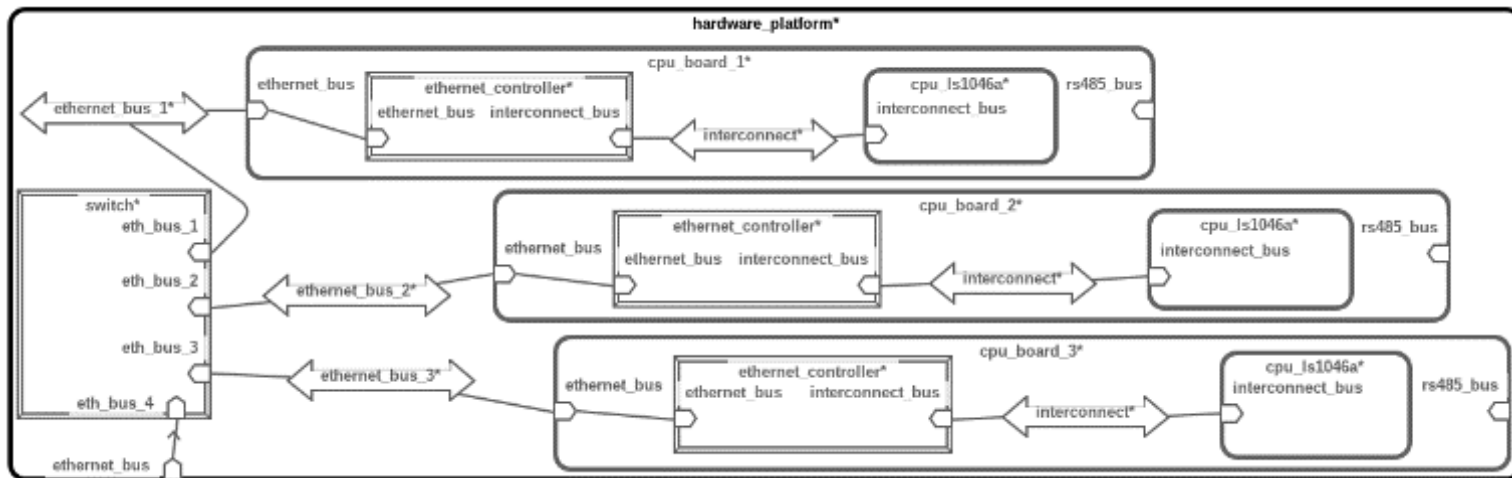 hardware_platform*
cpu_board_1*
ethernet_bus
ethernet_controller*
cpu_ls1046a*
rs485_bus
ethernet_bus_1*
ethernet_bus interconnect_bus
interconnect*
interconnect_bus
switch*
eth_bus_1
eth_bus_2
eth_bus_3
eth_bus_4
ethernet_bus
cpu_board_2*
ethernet_bus_2*
ethernet_bus
ethernet_controller*
ethernet_bus interconnect_bus
interconnect*
cpu_ls1046a*
interconnect_bus
rs485_bus
cpu_board_3*
ethernet_bus_3*
ethernet_bus
ethernet_controller*
ethernet_bus interconnect_bus
interconnect*
cpu_ls1046a*
interconnect_bus
rs485_bus